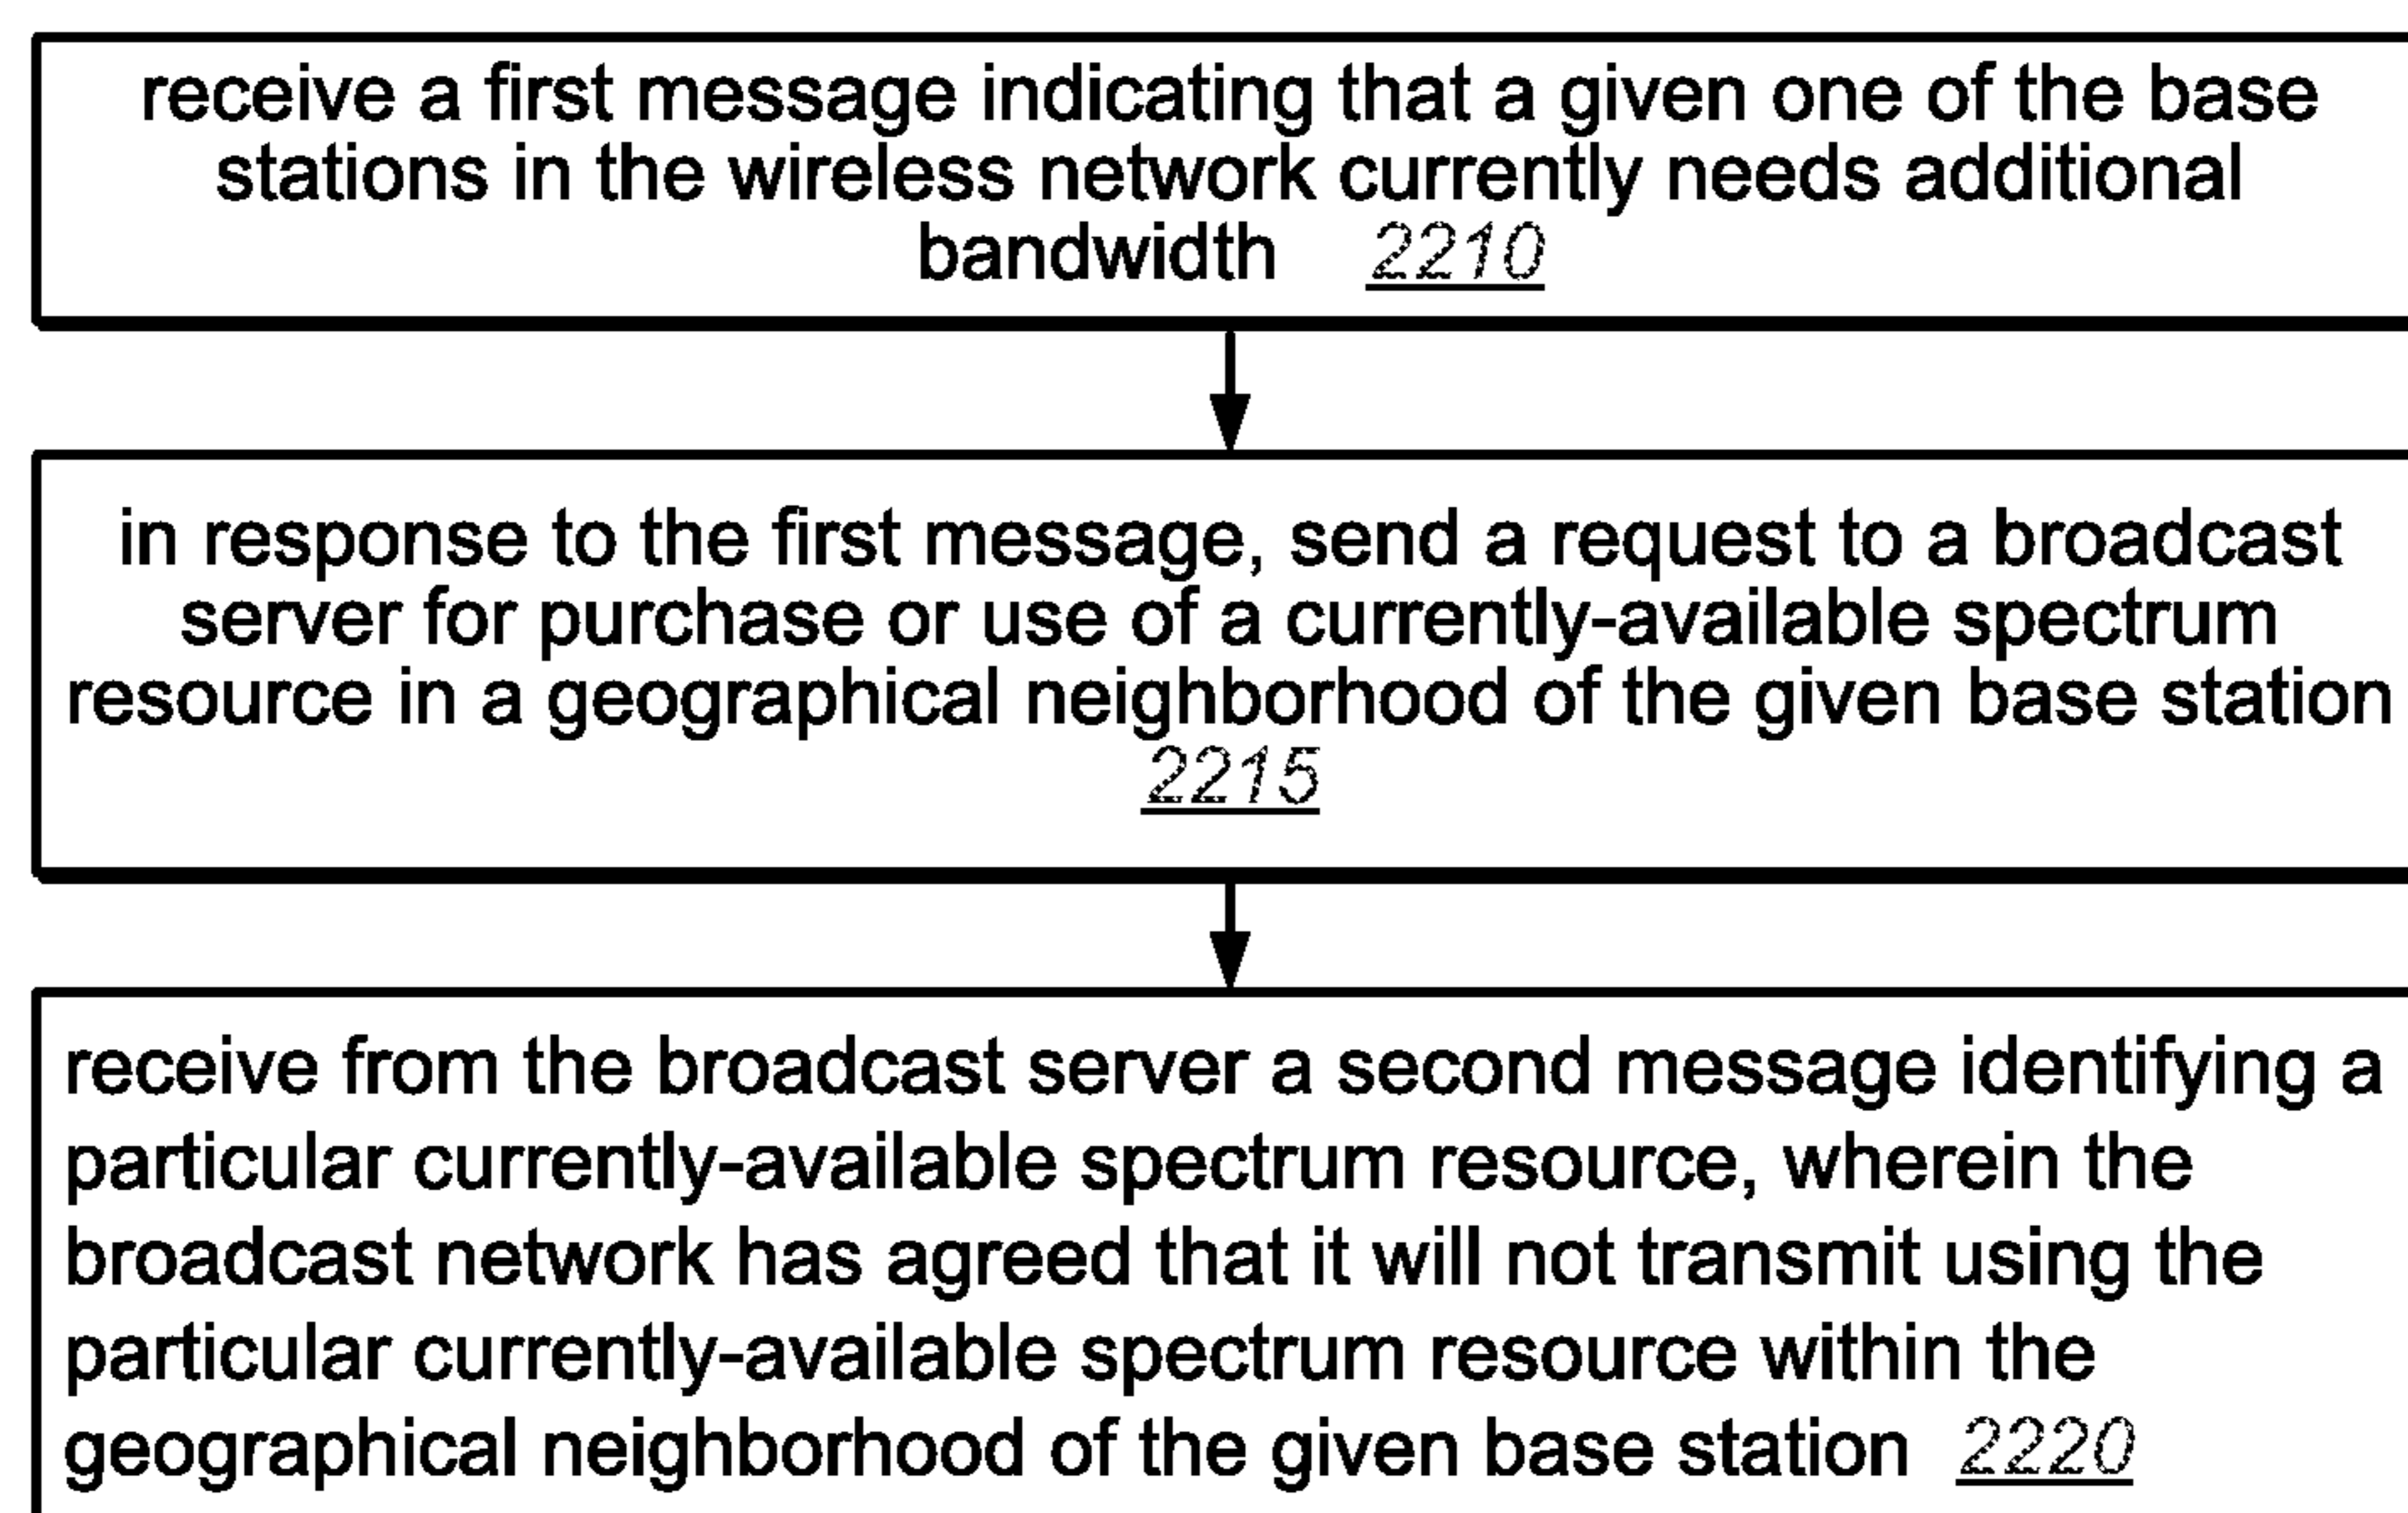 receive a first message indicating that a given one of the base
stations in the wireless network currently needs additional
bandwidth 2210
in response to the first message, send a request to a broadcast
server for purchase or use of a currently-available spectrum
resource in a geographical neighborhood of the given base station
2215
receive from the broadcast server a second message identifying a
particular currently-available spectrum resource, wherein the
broadcast network has agreed that it will not transmit using the
particular currently-available spectrum resource within the
geographical neighborhood of the given base station 2220